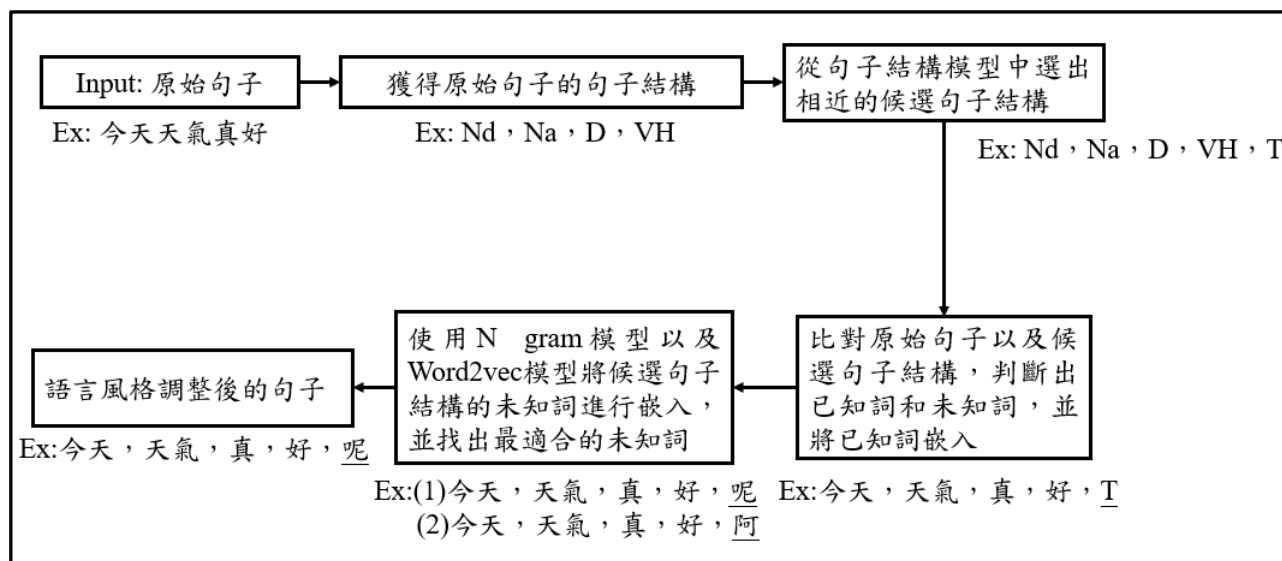 Input: 原始句子
Ex: 今天天氣真好
獲得原始句子的句子結構
Ex: Nd,Na,D,VH
從句子結構模型中選出
相近的候選句子結構
Ex: Nd,Na,D,VH,T
比對原始句子以及候
選句子結構,判斷出
已知詞和未知詞,並
將已知詞嵌入
Ex:今天,天氣,真,好,T
使用N gram模型以及
Word2vec模型將候選句子
結構的未知詞進行嵌入,
並找出最適合的未知詞
Ex:(1)今天,天氣,真,好,呢
(2)今天,天氣,真,好,阿
語言風格調整後的句子
Ex:今天,天氣,真,好,呢